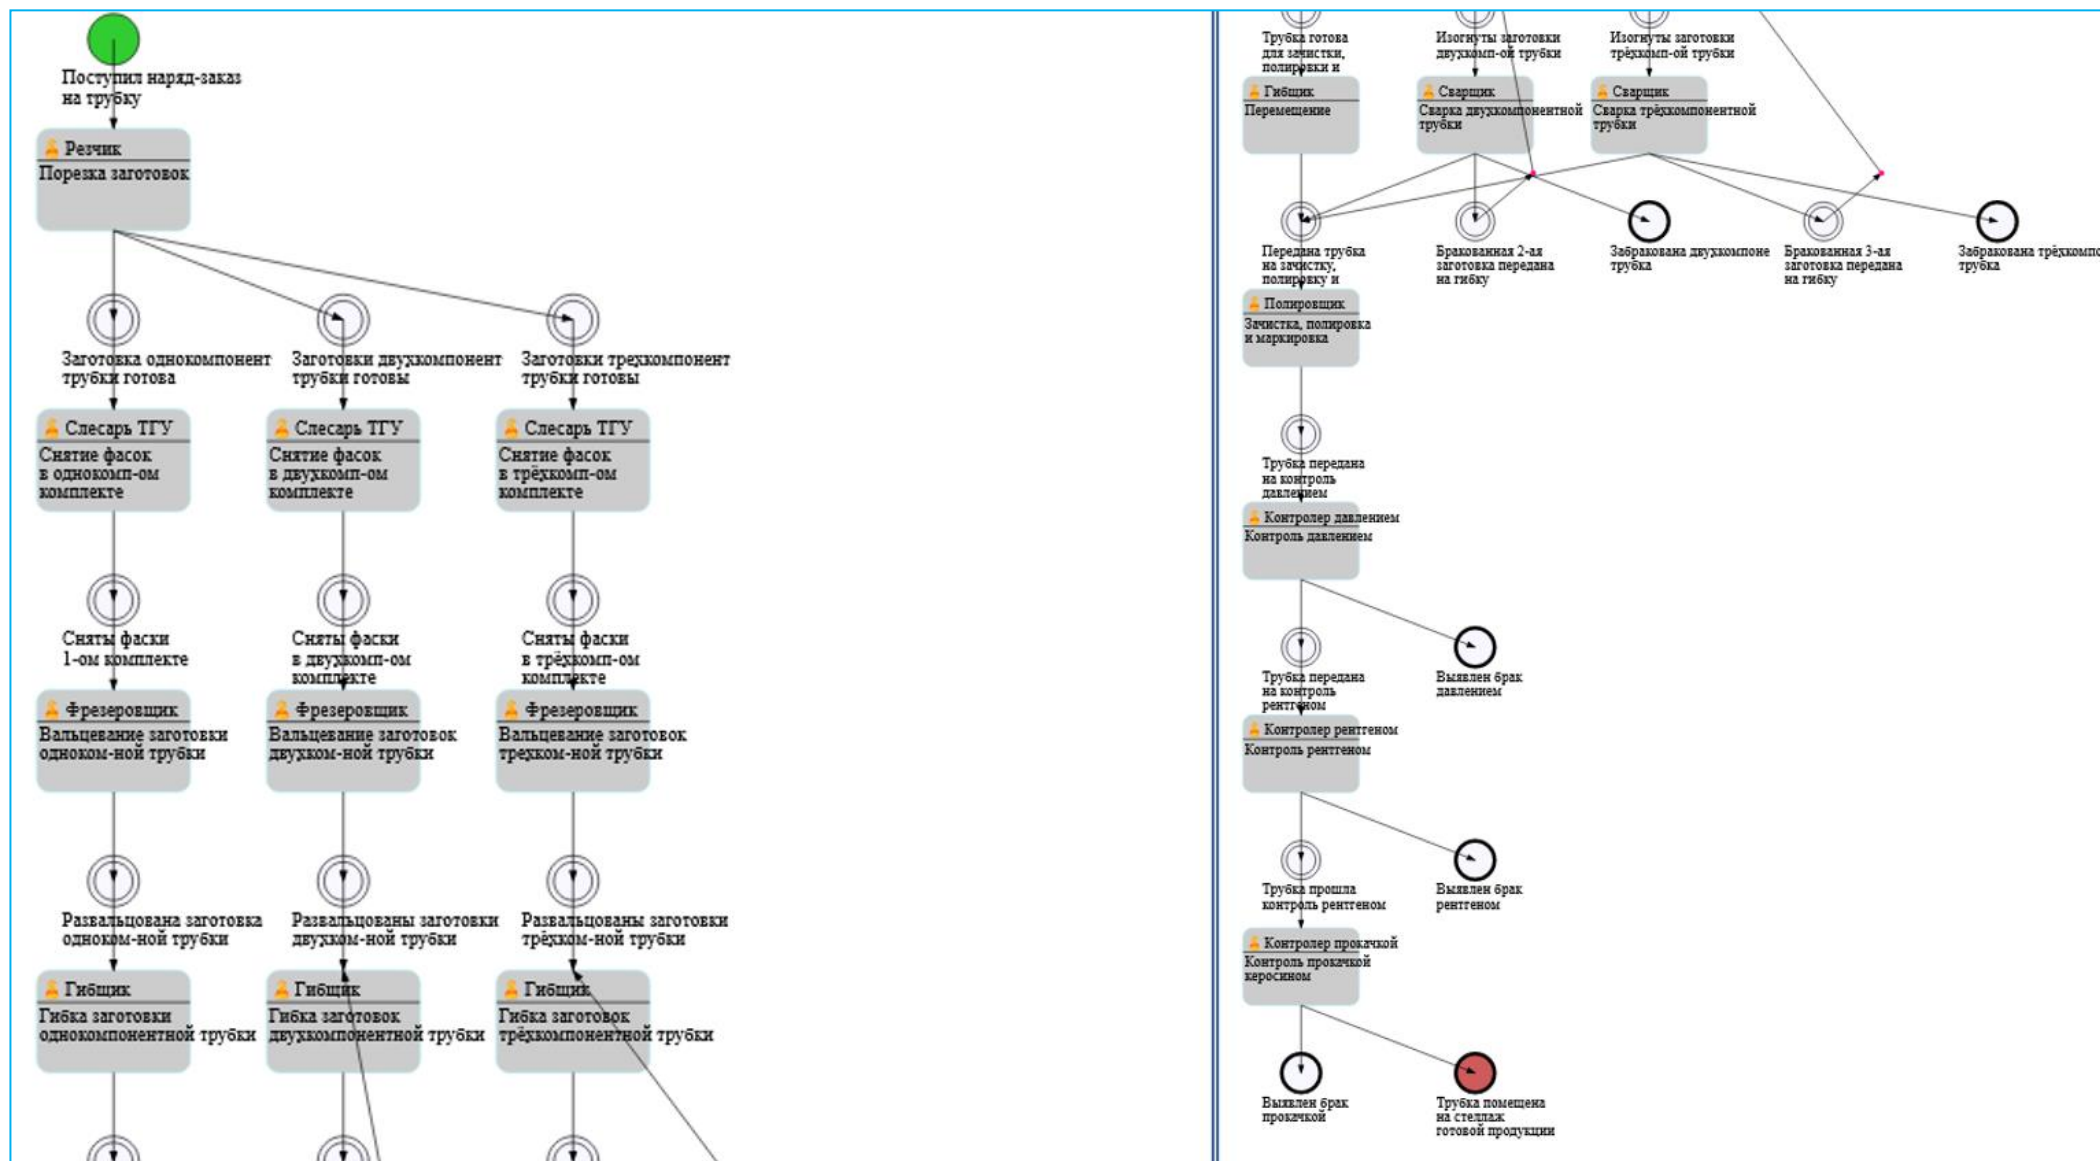 Поступил наряд-заказ
на трубку
Резчик
Порезка заготовок
Заготовка однокомпонент
трубки готова
Заготовки двухкомпонент
трубки готовы
Заготовки трехкомпонент
трубки готовы
Слесарь ТГУ
Снятие фасок
в однокомп-ом
комплекте
Слесарь ТГУ
Снятие фасок
в двухкомп-ом
комплекте
Слесарь ТГУ
Снятие фасок
в трёхкомп-ом
комплекте
Сняты фаски
1-ом комплекте
Сняты фаски
в двухкомп-ом
комплекте
Сняты фаски
в трёхкомп-ом
комплекте
Фрезеровщик
Вальцевание заготовки
одноком-ной трубки
Фрезеровщик
Вальцевание заготовок
двухком-ной трубки
Фрезеровщик
Вальцевание заготовок
трехком-ной трубки
Развальцована заготовка
одноком-ной трубки
Развальцованы заготовки
двухком-ной трубки
Развальцованы заготовки
трёхком-ной трубки
Гибщик
Гибка заготовки
однокомпонентной трубки
Гибщик
Гибка заготовок
двухкомпонентной трубки
Гибщик
Гибка заготовок
трёхкомпонентной трубки
Трубка готова
для зачистки,
полировки и
Изогнуты заготовки
двухкомп-ой трубки
Изогнуты заготовки
трёхкомп-ой трубки
Гибщик
Перемещение
Сварщик
Сварка двухкомпонентной
трубки
Сварщик
Сварка трёхкомпонентной
трубки
Передана трубка
на зачистку,
полировку и
Бракованная 2-ая
заготовка передана
на гибку
Забракована двухкомпоне
трубка
Бракованная 3-ая
заготовка передана
на гибку
Забракована трёхкомпо
трубка
Полировщик
Зачистка, полировка
и маркировка
Трубка передана
на контроль
давлением
Контролер давлением
Контроль давлением
Трубка передана
на контроль
рентгеном
Выявлен брак
давлением
Контролер рентгеном
Контроль рентгеном
Трубка прошла
контроль рентгеном
Выявлен брак
рентгеном
Контролер прокачкой
Контроль прокачкой
керосином
Выявлен брак
прокачкой
Трубка помещена
на стеллаж
готовой продукции